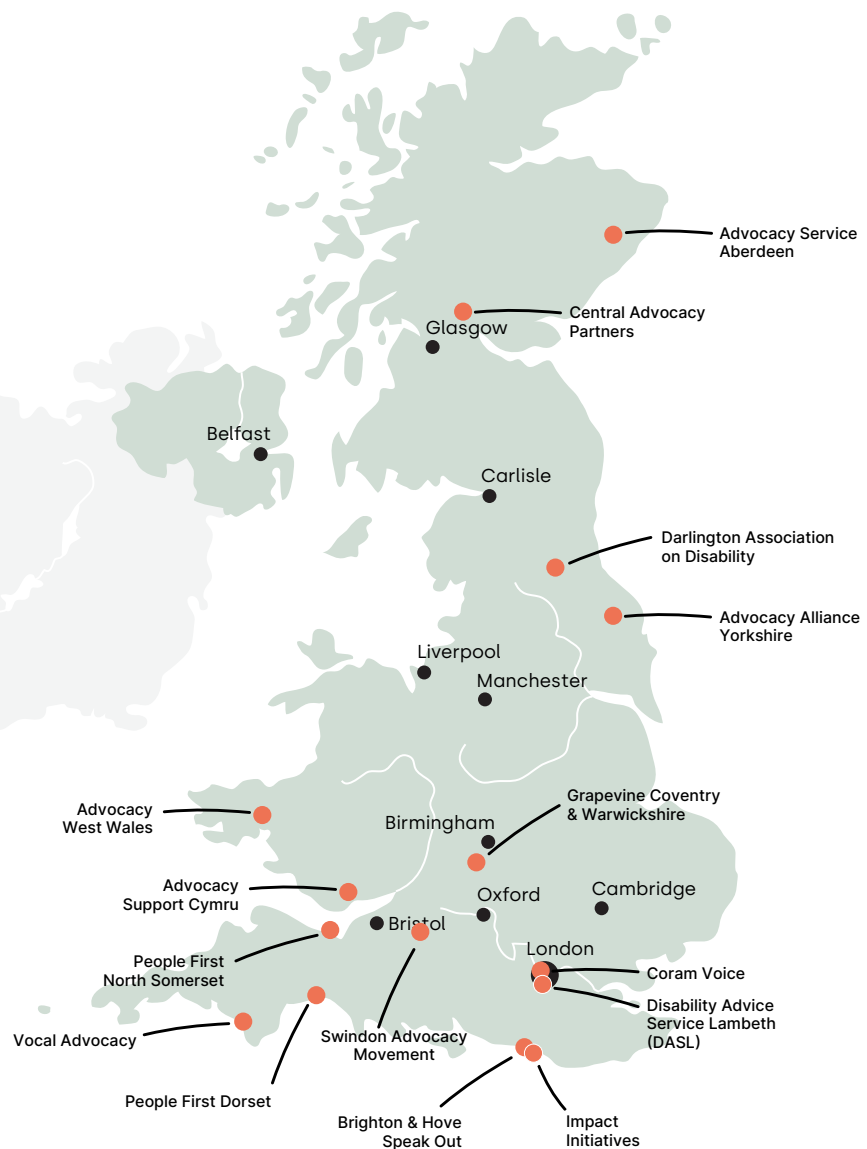 Advocacy Service
Aberdeen
Central Advocacy
Partners
Glasgow
Belfast
Carlisle
Darlington Association
on Disability
Advocacy Alliance
Yorkshire
Liverpool
Manchester
Grapevine Coventry
& Warwickshire
Advocacy
West Wales
Birmingham
Advocacy
Support Cymru
Oxford
Cambridge
Bristol
London
People First
North Somerset
Coram Voice
Disability Advice
Service Lambeth
(DASL)
Vocal Advocacy
Swindon Advocacy
Movement
People First Dorset
Brighton & Hove
Speak Out
Impact
Initiatives